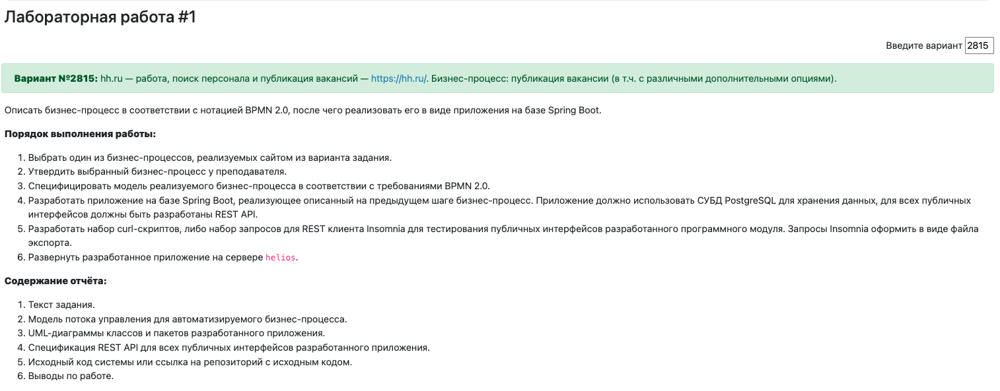 Лабораторная работа #1
Введите вариант 2815
Вариант №2815: hh.ru — работа, поиск персонала и публикация вакансий — https://hh.ru/. Бизнес-процесс: публикация вакансии (в т.ч. с различными дополнительными опциями).
Описать бизнес-процесс в соответствии с нотацией BPMN 2.0, после чего реализовать его в виде приложения на базе Spring Boot.
Порядок выполнения работы:
1. Выбрать один из бизнес-процессов, реализуемых сайтом из варианта задания.
2. Утвердить выбранный бизнес-процесс у преподавателя.
3. Специфицировать модель реализуемого бизнес-процесса в соответствии с требованиями BPMN 2.0.
4. Разработать приложение на базе Spring Boot, реализующее описанный на предыдущем шаге бизнес-процесс. Приложение должно использовать СУБД PostgreSQL для хранения данных, для всех публичных
интерфейсов должны быть разработаны REST API.
5. Разработать набор curl-скриптов, либо набор запросов для REST клиента Insomnia для тестирования публичных интерфейсов разработанного программного модуля. Запросы Insomnia оформить в виде файла
экспорта.
6. Развернуть разработанное приложение на сервере helios.
Содержание отчёта:
1. Текст задания.
2. Модель потока управления для автоматизируемого бизнес-процесса.
3. UML-диаграммы классов и пакетов разработанного приложения.
4. Спецификация REST API для всех публичных интерфейсов разработанного приложения.
5. Исходный код системы или ссылка на репозиторий с исходным кодом.
6. Выводы по работе.